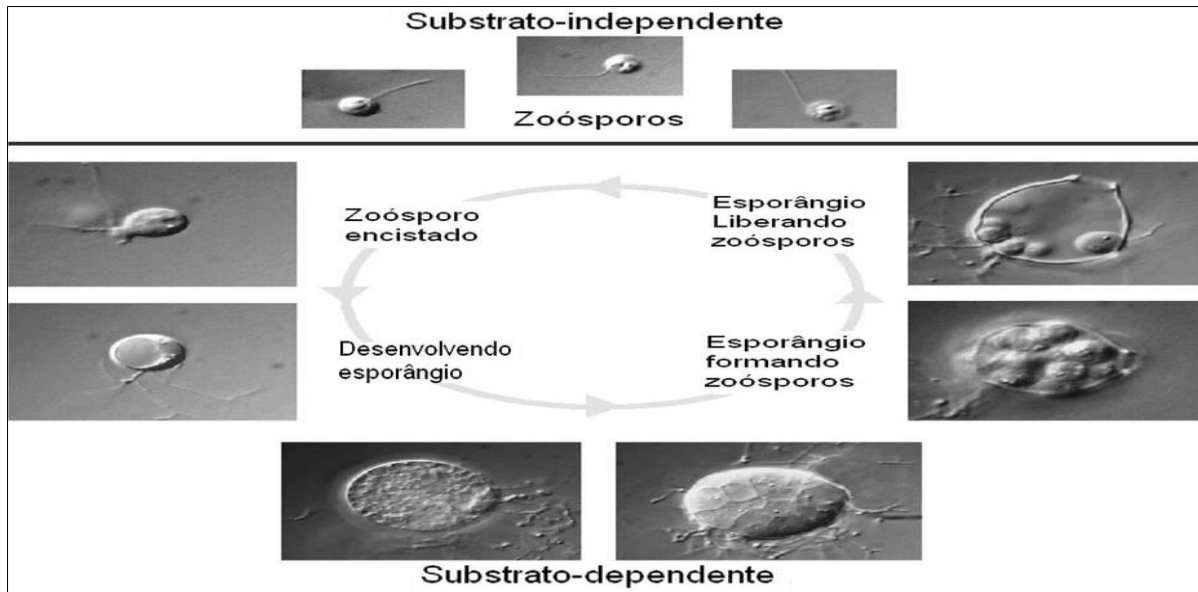 Substrato-independente
Zoósporos
Zoósporo
encistado
Esporângio
Liberando
zoósporos
Desenvolvendo
esporângio
Esporângio
formando
zoósporos
Substrato-dependente